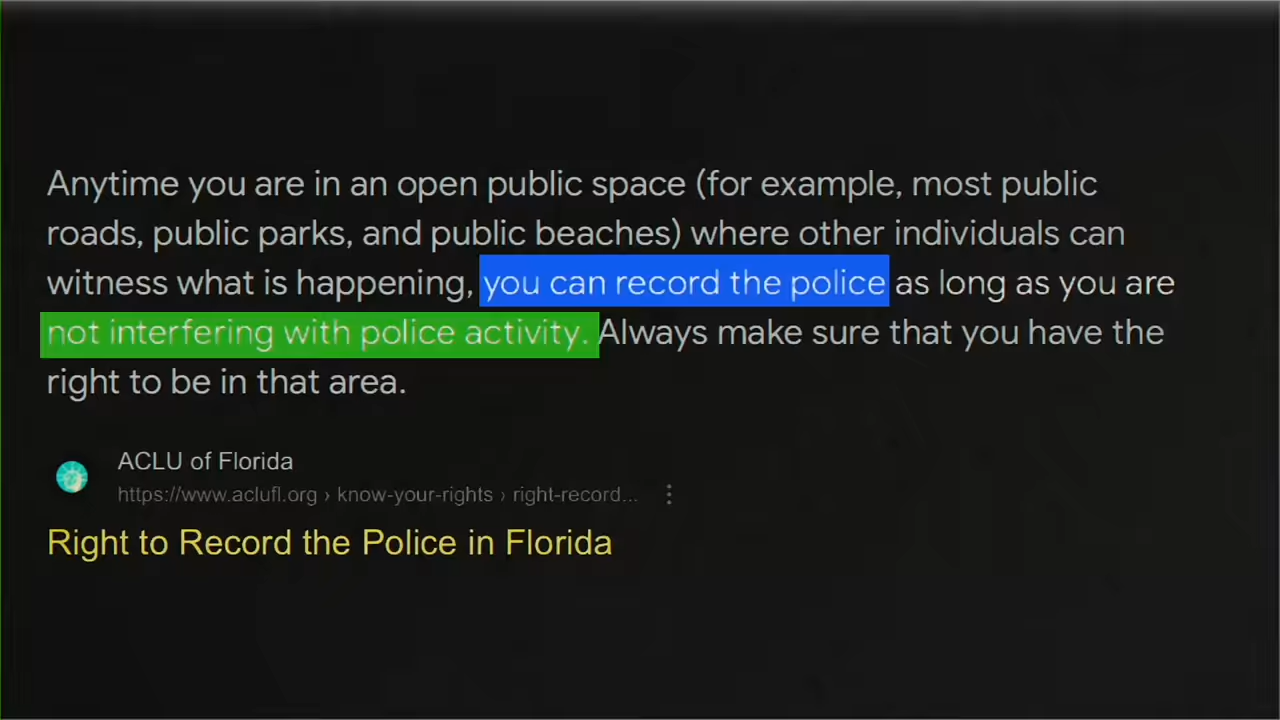 Anytime you are in an open public space (for example, most public
roads, public parks, and public beaches) where other individuals can
witness what is happening, you can record the police as long as you are
not interfering with police activity. Always make sure that you have the
right to be in that area.
ACLU of Florida
https://www.aclufl.org › know-your-rights › right-record...
Right to Record the Police in Florida